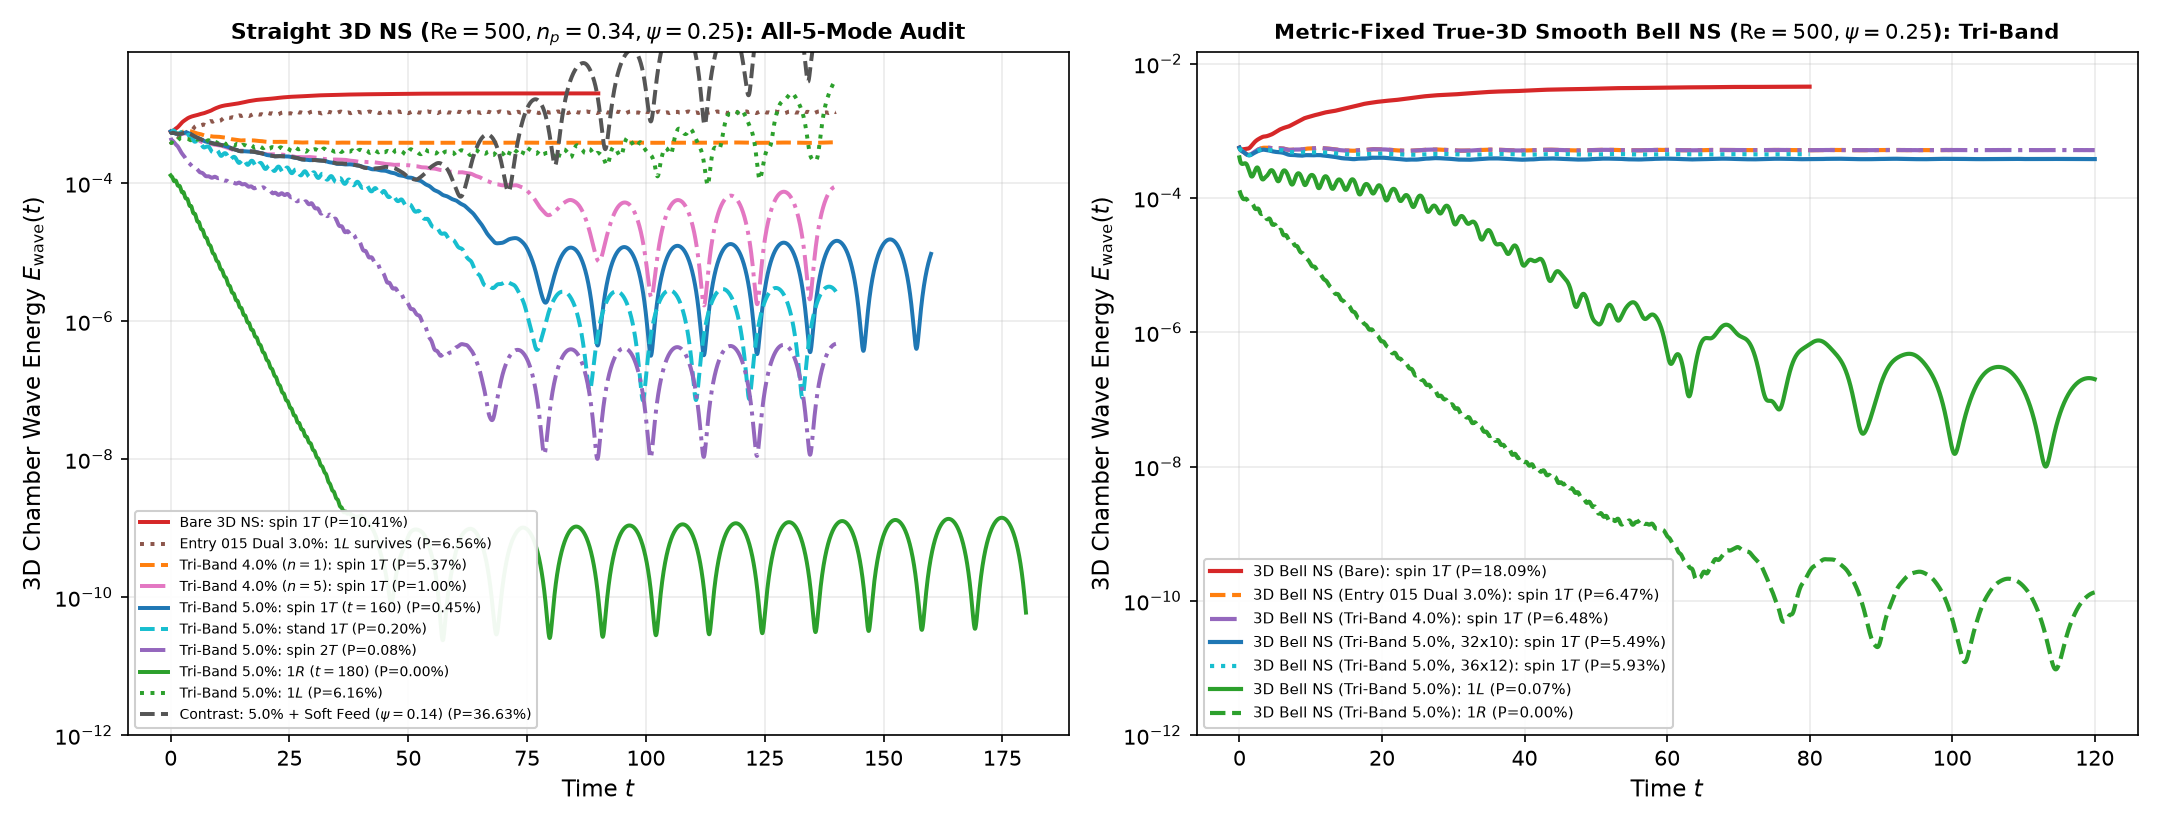 Straight 3D NS (Re = 500, n_p = 0.34, ψ = 0.25): All-5-Mode Audit
3D Chamber Wave Energy E_wave(t)
10⁻⁴
10⁻⁶
10⁻⁸
10⁻¹⁰
10⁻¹²
Bare 3D NS: spin 1T (P=10.41%)
Entry 015 Dual 3.0%: 1L survives (P=6.56%)
Tri-Band 4.0% (n = 1): spin 1T (P=5.37%)
Tri-Band 4.0% (n = 5): spin 1T (P=1.00%)
Tri-Band 5.0%: spin 1T (t = 160) (P=0.45%)
Tri-Band 5.0%: stand 1T (P=0.20%)
Tri-Band 5.0%: spin 2T (P=0.08%)
Tri-Band 5.0%: 1R (t = 180) (P=0.00%)
Tri-Band 5.0%: 1L (P=6.16%)
Contrast: 5.0% + Soft Feed (ψ = 0.14) (P=36.63%)
0 25 50 75 100 125 150 175
Time t
Metric-Fixed True-3D Smooth Bell NS (Re = 500, ψ = 0.25): Tri-Band
3D Chamber Wave Energy E_wave(t)
10⁻²
10⁻⁴
10⁻⁶
10⁻⁸
10⁻¹⁰
10⁻¹²
3D Bell NS (Bare): spin 1T (P=18.09%)
3D Bell NS (Entry 015 Dual 3.0%): spin 1T (P=6.47%)
3D Bell NS (Tri-Band 4.0%): spin 1T (P=6.48%)
3D Bell NS (Tri-Band 5.0%, 32x10): spin 1T (P=5.49%)
3D Bell NS (Tri-Band 5.0%, 36x12): spin 1T (P=5.93%)
3D Bell NS (Tri-Band 5.0%): 1L (P=0.07%)
3D Bell NS (Tri-Band 5.0%): 1R (P=0.00%)
0 20 40 60 80 100 120
Time t